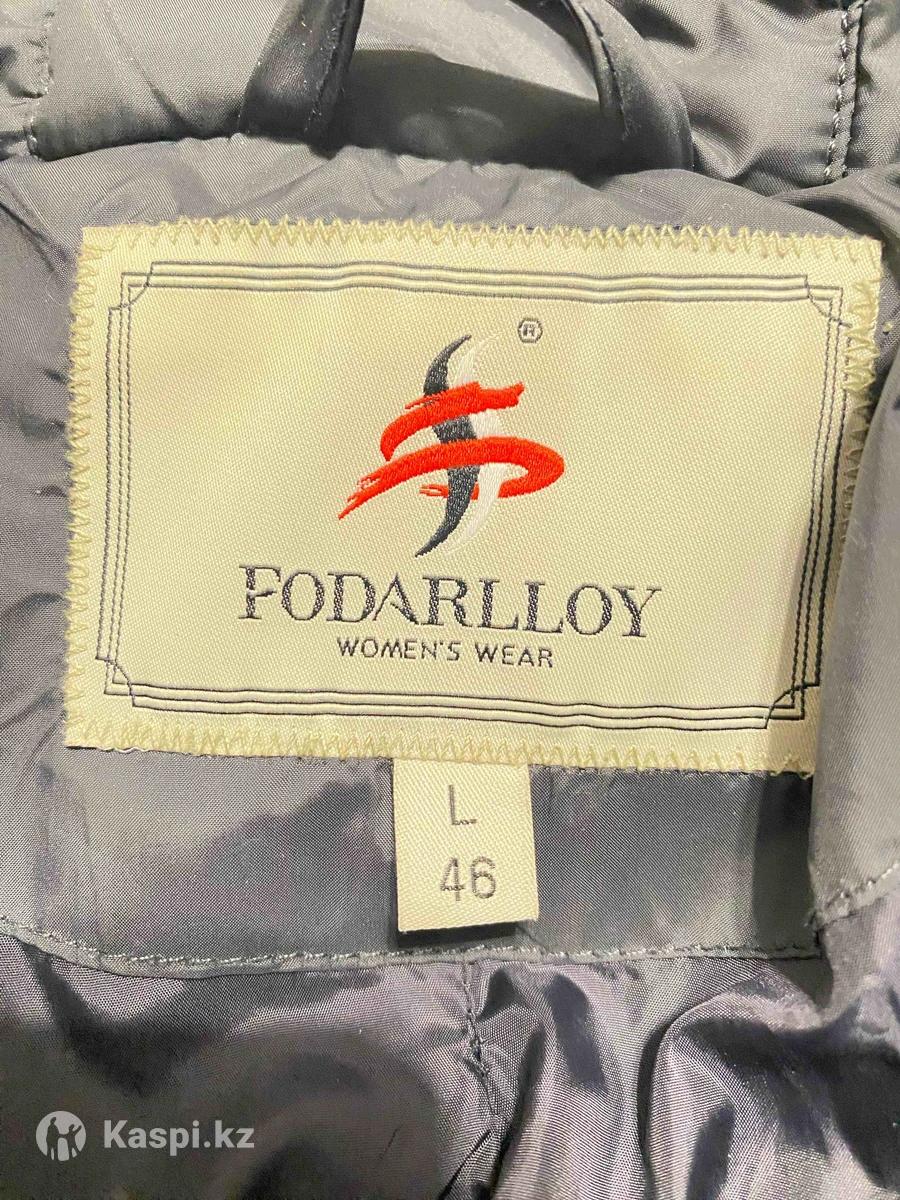 ®
FODARLLOY
WOMEN'S WEAR
L
46
Kaspi.kz